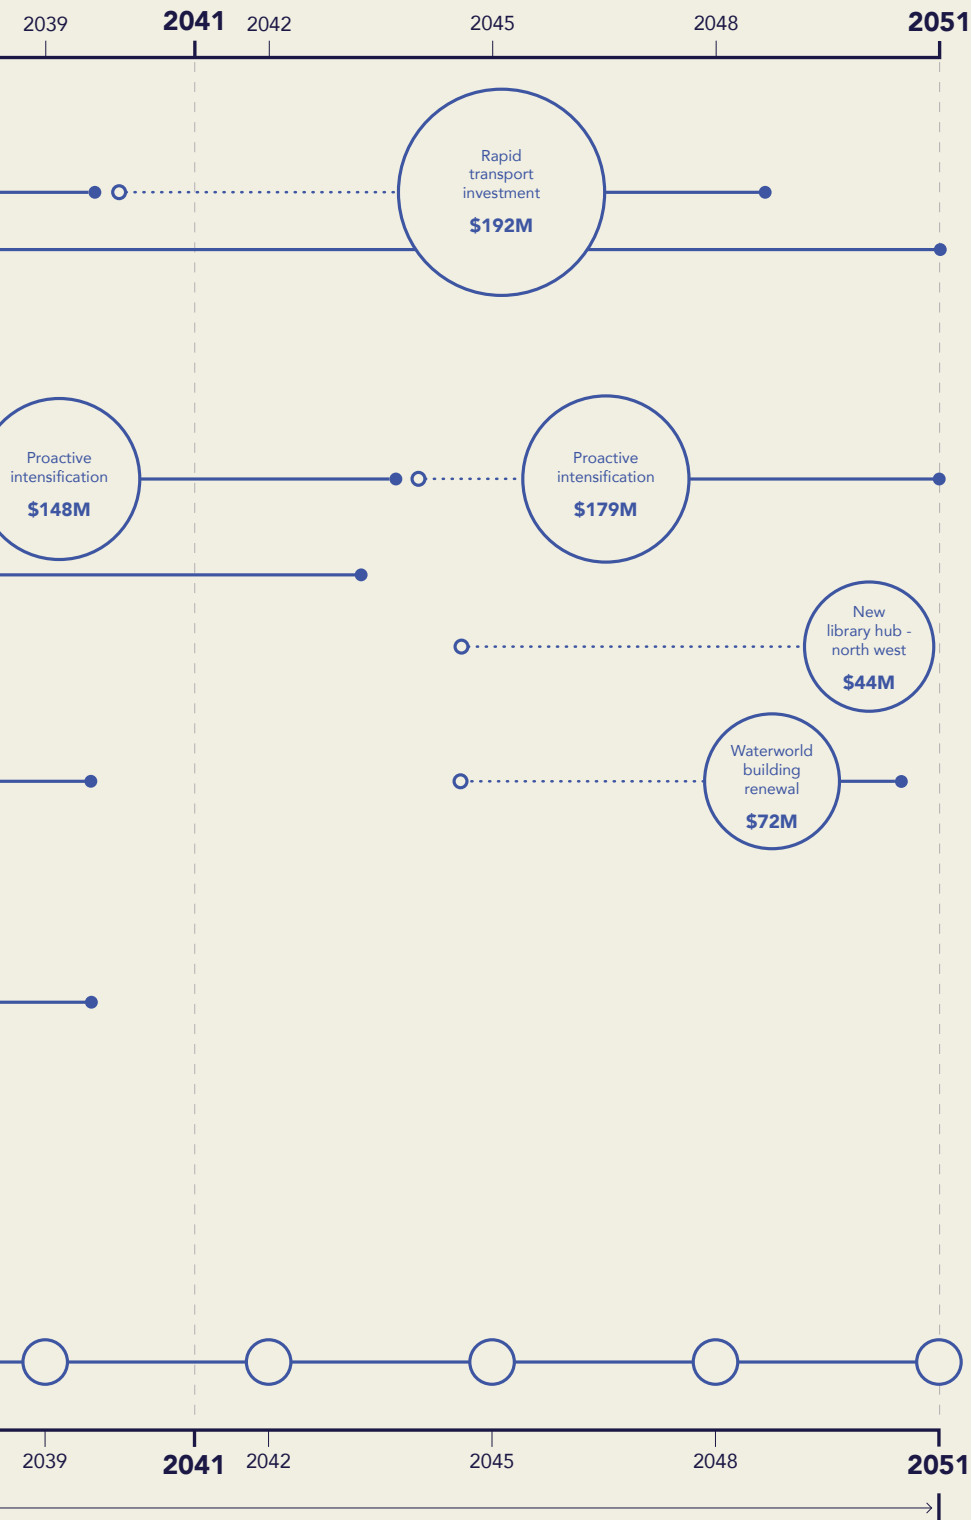 2039 2041 2042 2045 2048 2051
Rapid
transport
investment
$192M
Proactive
intensification
$148M
Proactive
intensification
$179M
New
library hub -
north west
$44M
Waterworld
building
renewal
$72M
2039 2041 2042 2045 2048 2051